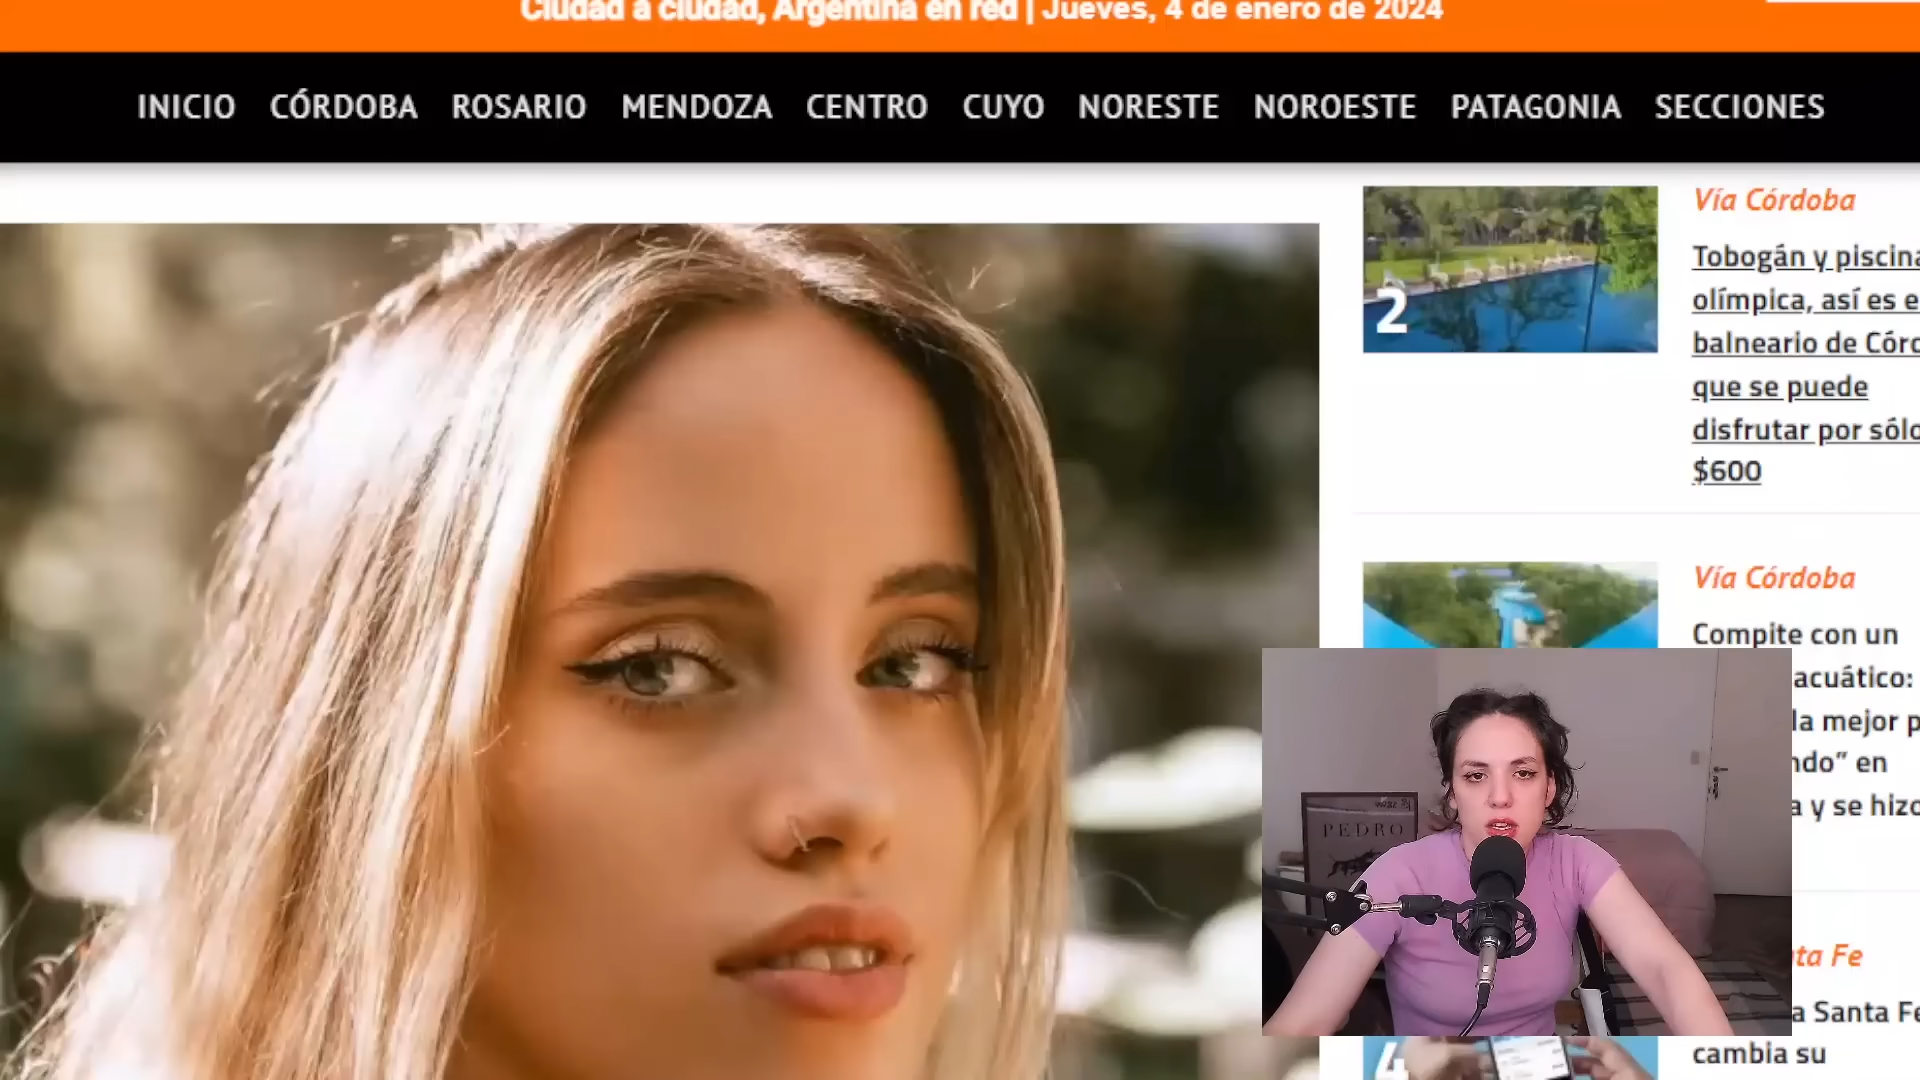 Ciudad a ciudad, Argentina en red | Jueves, 4 de enero de 2024
INICIO CÓRDOBA ROSARIO MENDOZA CENTRO CUYO NORESTE NOROESTE PATAGONIA SECCIONES
2
Vía Córdoba
Tobogán y piscina
olímpica, así es e
balneario de Córd
que se puede
disfrutar por sólo
$600
Vía Córdoba
Compite con un
acuático:
la mejor p
ndo” en
a y se hizo
PEDRO
ta Fe
a Santa Fe
cambia su
4